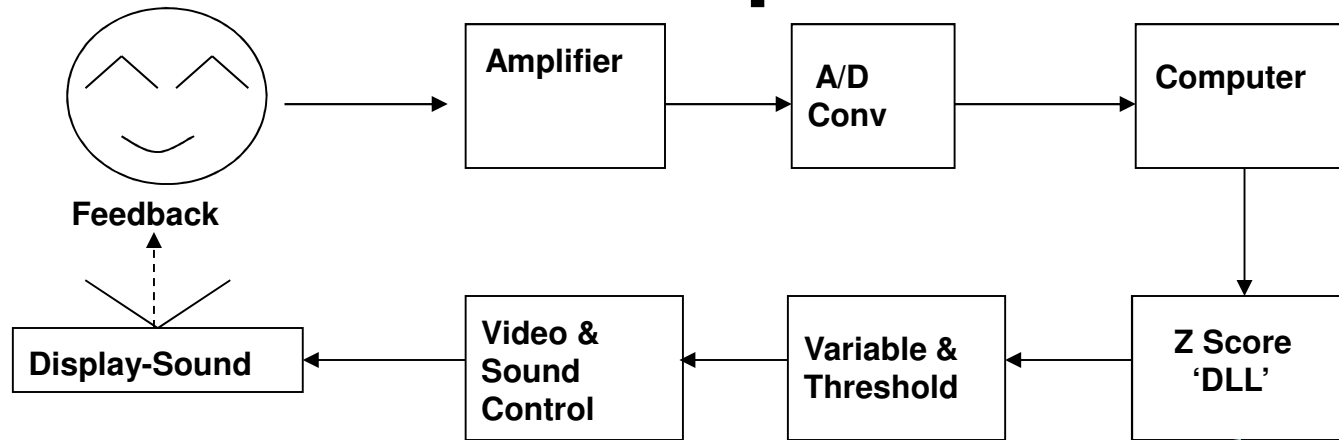 Amplifier
A/D
Conv
Computer
Feedback
Display-Sound
Video &
Sound
Control
Variable &
Threshold
Z Score
‘DLL’